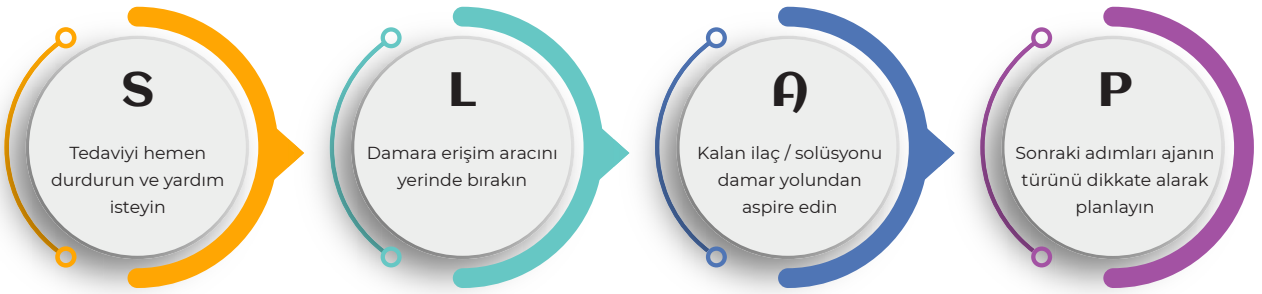 S
Tedaviyi hemen
durdurun ve yardım
isteyin
L
Damara erişim aracını
yerinde bırakın
A
Kalan ilaç / solüsyonu
damar yolundan
aspire edin
P
Sonraki adımları ajanın
türünü dikkate alarak
planlayın